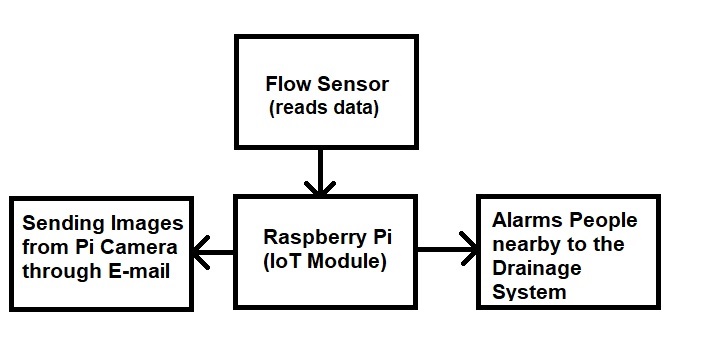 Flow Sensor
(reads data)
Sending Images
from Pi Camera
through E-mail
Raspberry Pi
(IoT Module)
Alarms People
nearby to the
Drainage
System